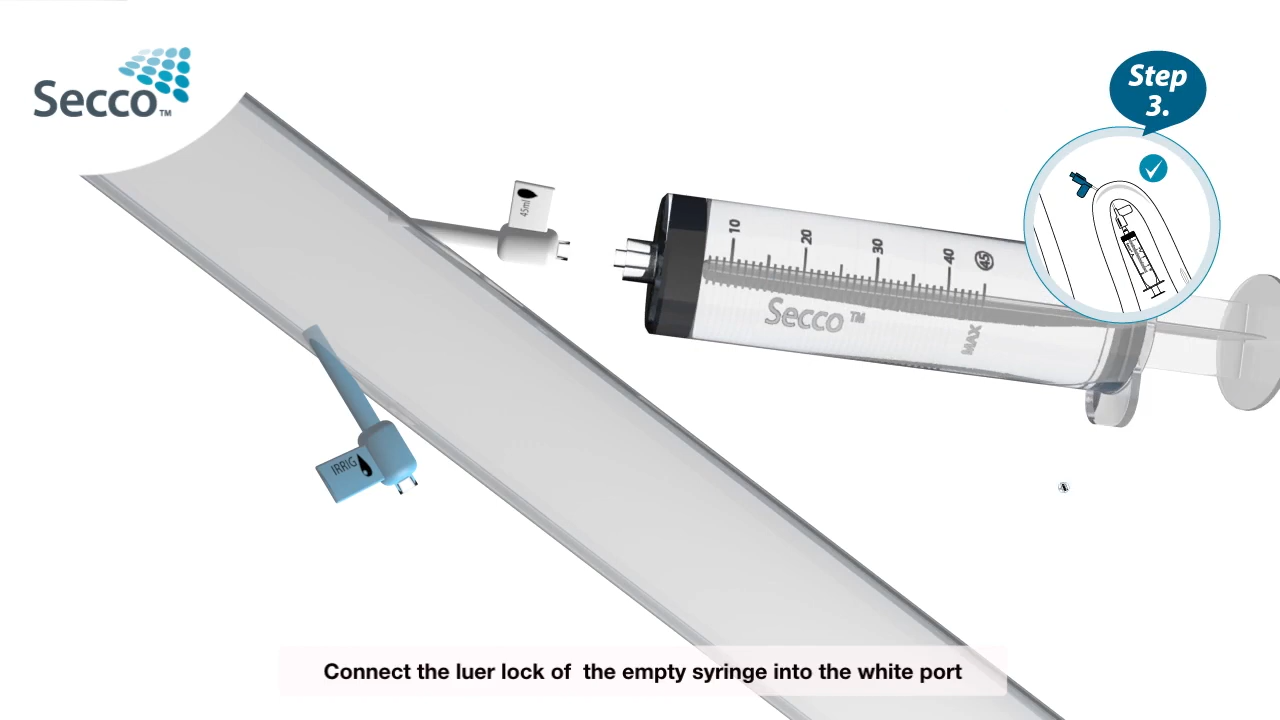 Secco™
Step
3.
45ml
10 20 30 40 45
Secco™
MAX
IRRIG
Connect the luer lock of  the empty syringe into the white port